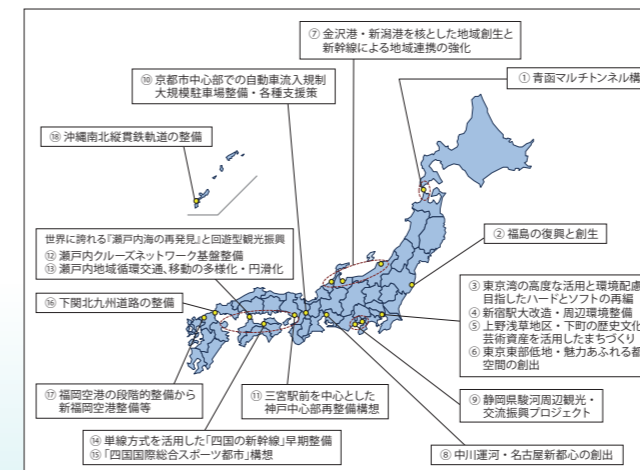 ⑦ 金沢港・新潟港を核とした地域創生と
新幹線による地域連携の強化
⑩ 京都市中心部での自動車流入規制
大規模駐車場整備・各種支援策
① 青函マルチトンネル構
⑱ 沖縄南北縦貫鉄軌道の整備
② 福島の復興と創生
世界に誇れる『瀬戸内海の再発見』と回遊型観光振興
⑫ 瀬戸内クルーズネットワーク基盤整備
⑬ 瀬戸内地域循環交通、移動の多様化・円滑化
③ 東京湾の高度な活用と環境配慮
目指したハードとソフトの再編
④ 新宿駅大改造・周辺環境整備
⑤ 上野浅草地区・下町の歴史文化
芸術資産を活用したまちづくり
⑥ 東京東部低地・魅力あふれる都
空間の創出
⑯ 下関北九州道路の整備
⑰ 福岡空港の段階的整備から
新福岡空港整備等
⑪ 三宮駅前を中心とした
神戸中心部再整備構想
⑨ 静岡県駿河周辺観光・
交流振興プロジェクト
⑭ 単線方式を活用した「四国の新幹線」早期整備
⑮ 「四国国際総合スポーツ都市」構想
⑧ 中川運河・名古屋新都心の創出